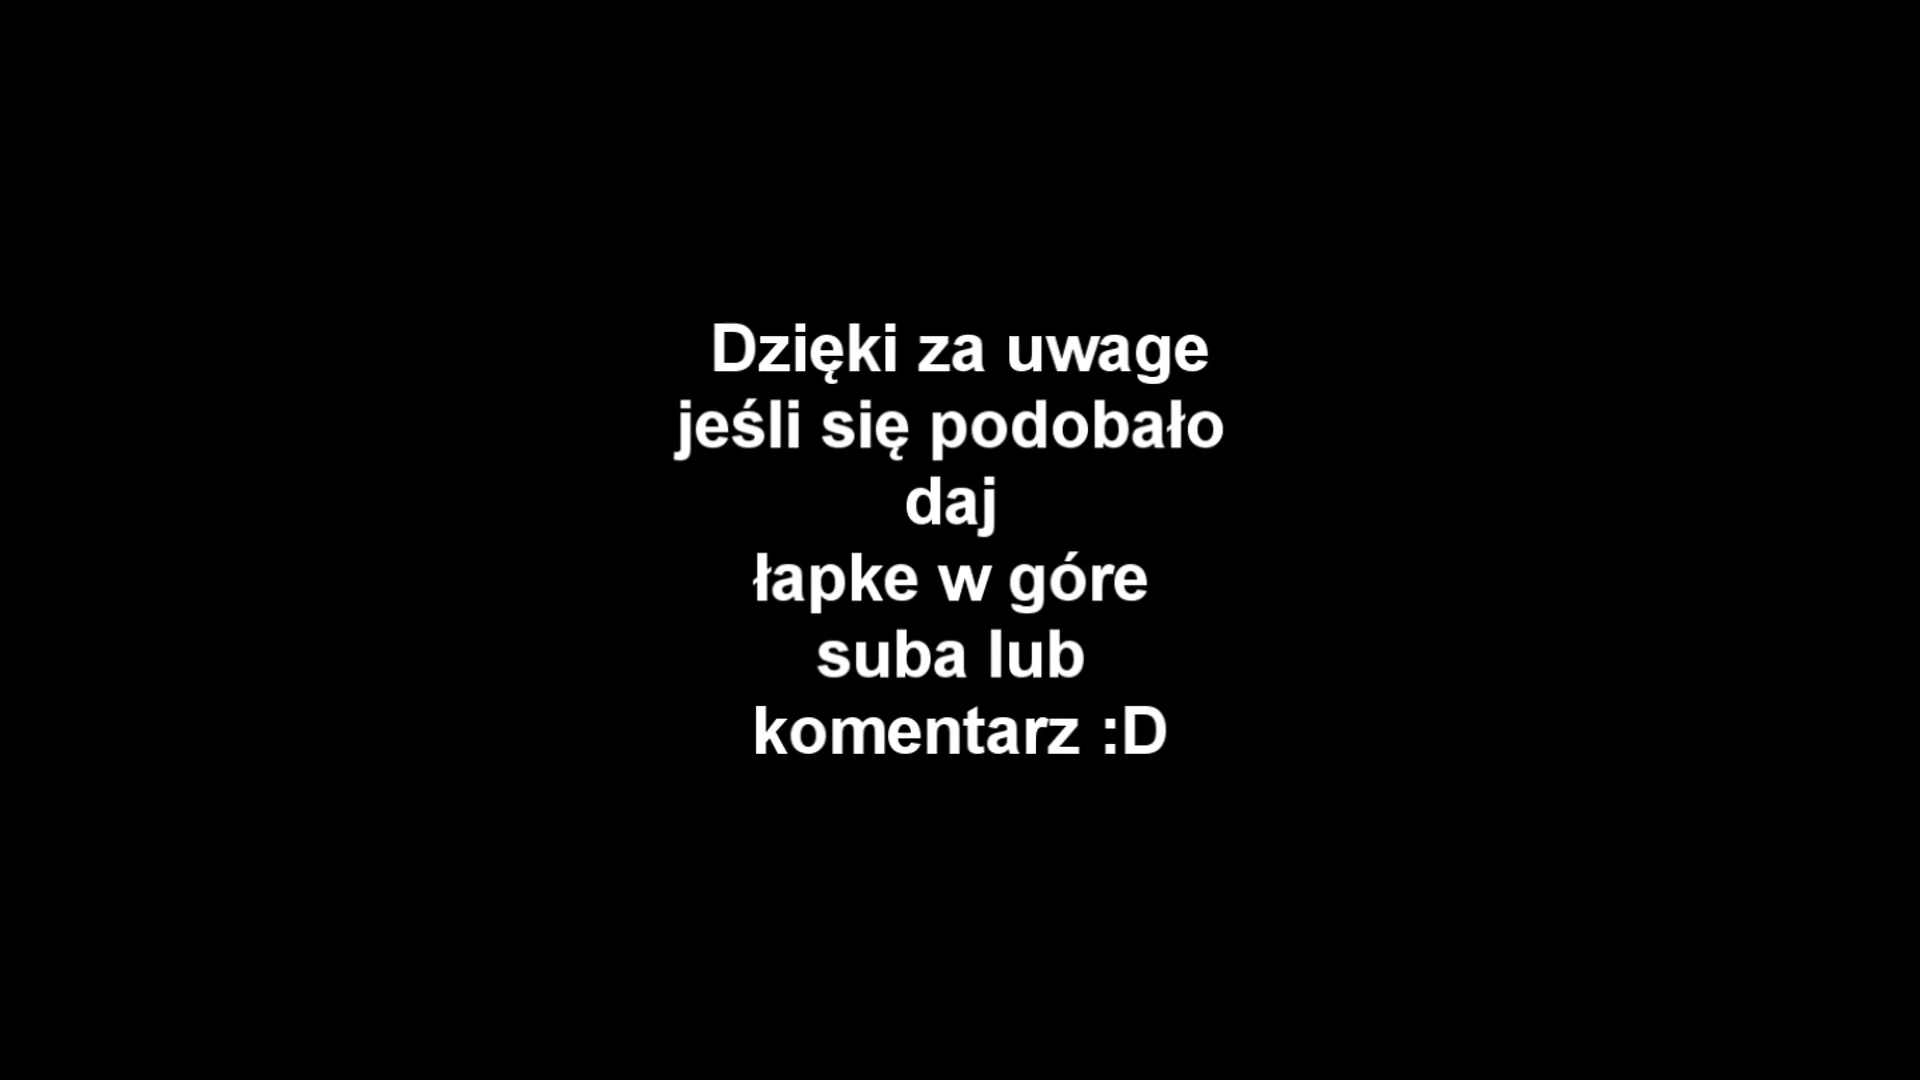 Dzięki za uwage
jeśli się podobało
daj
łapke w góre
suba lub
komentarz :D